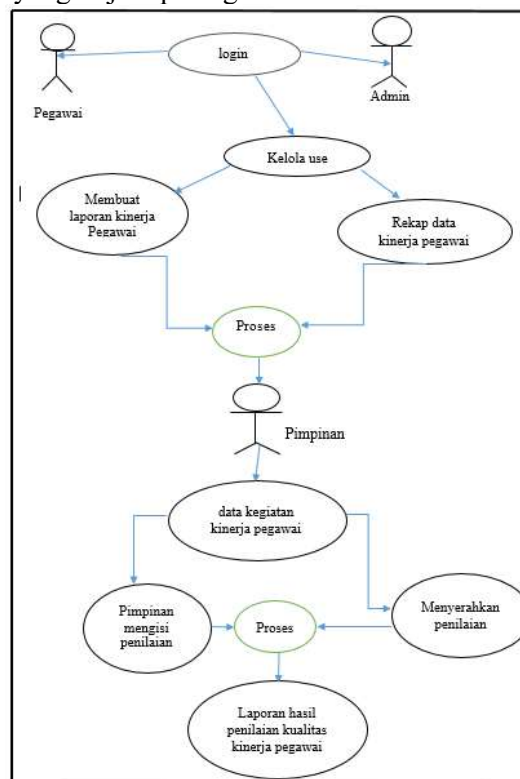 login
Pegawai
Admin
Kelola use
Membuat
laporan kinerja
Pegawai
Rekap data
kinerja pegawai
Proses
Pimpinan
data kegiatan
kinerja pegawai
Pimpinan
mengisi
penilaian
Proses
Menyerahkan
penilaian
Laporan hasil
penilaian kualitas
kinerja pegawai